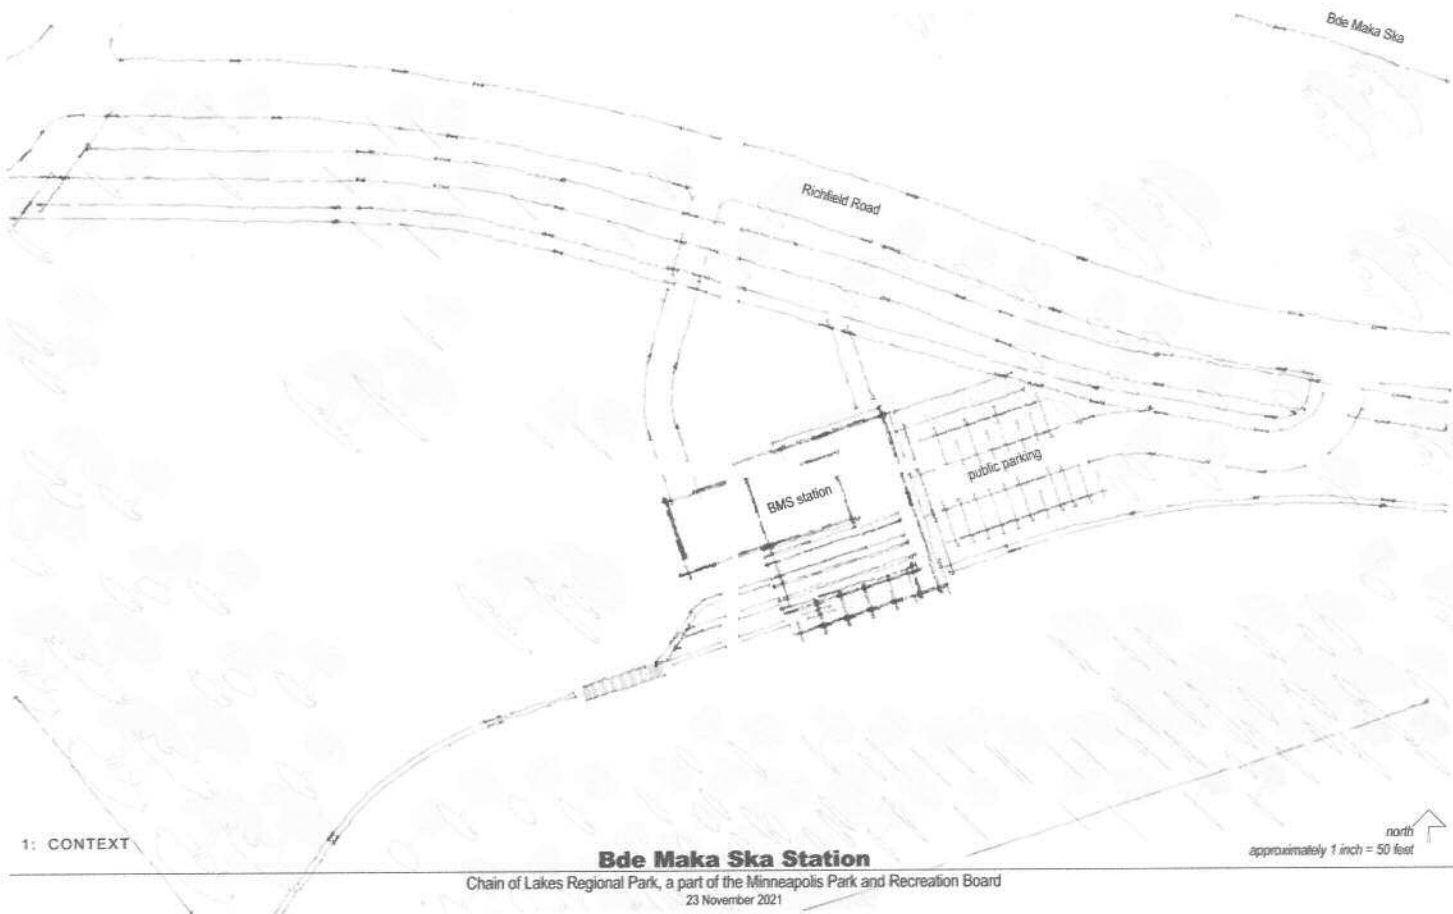 Bde Maka Ska
Richfield Road
public parking
BMS station
1: CONTEXT
north
approximately 1 inch = 50 feet
Bde Maka Ska Station
Chain of Lakes Regional Park, a part of the Minneapolis Park and Recreation Board
23 November 2021